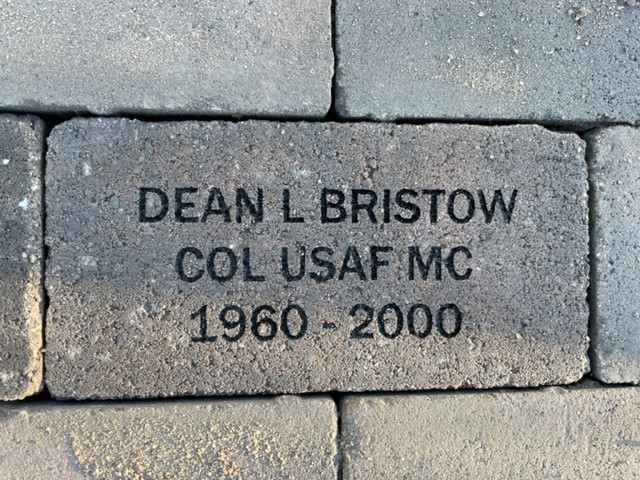 DEAN L BRISTOW
COL USAF MC
1960 - 2000